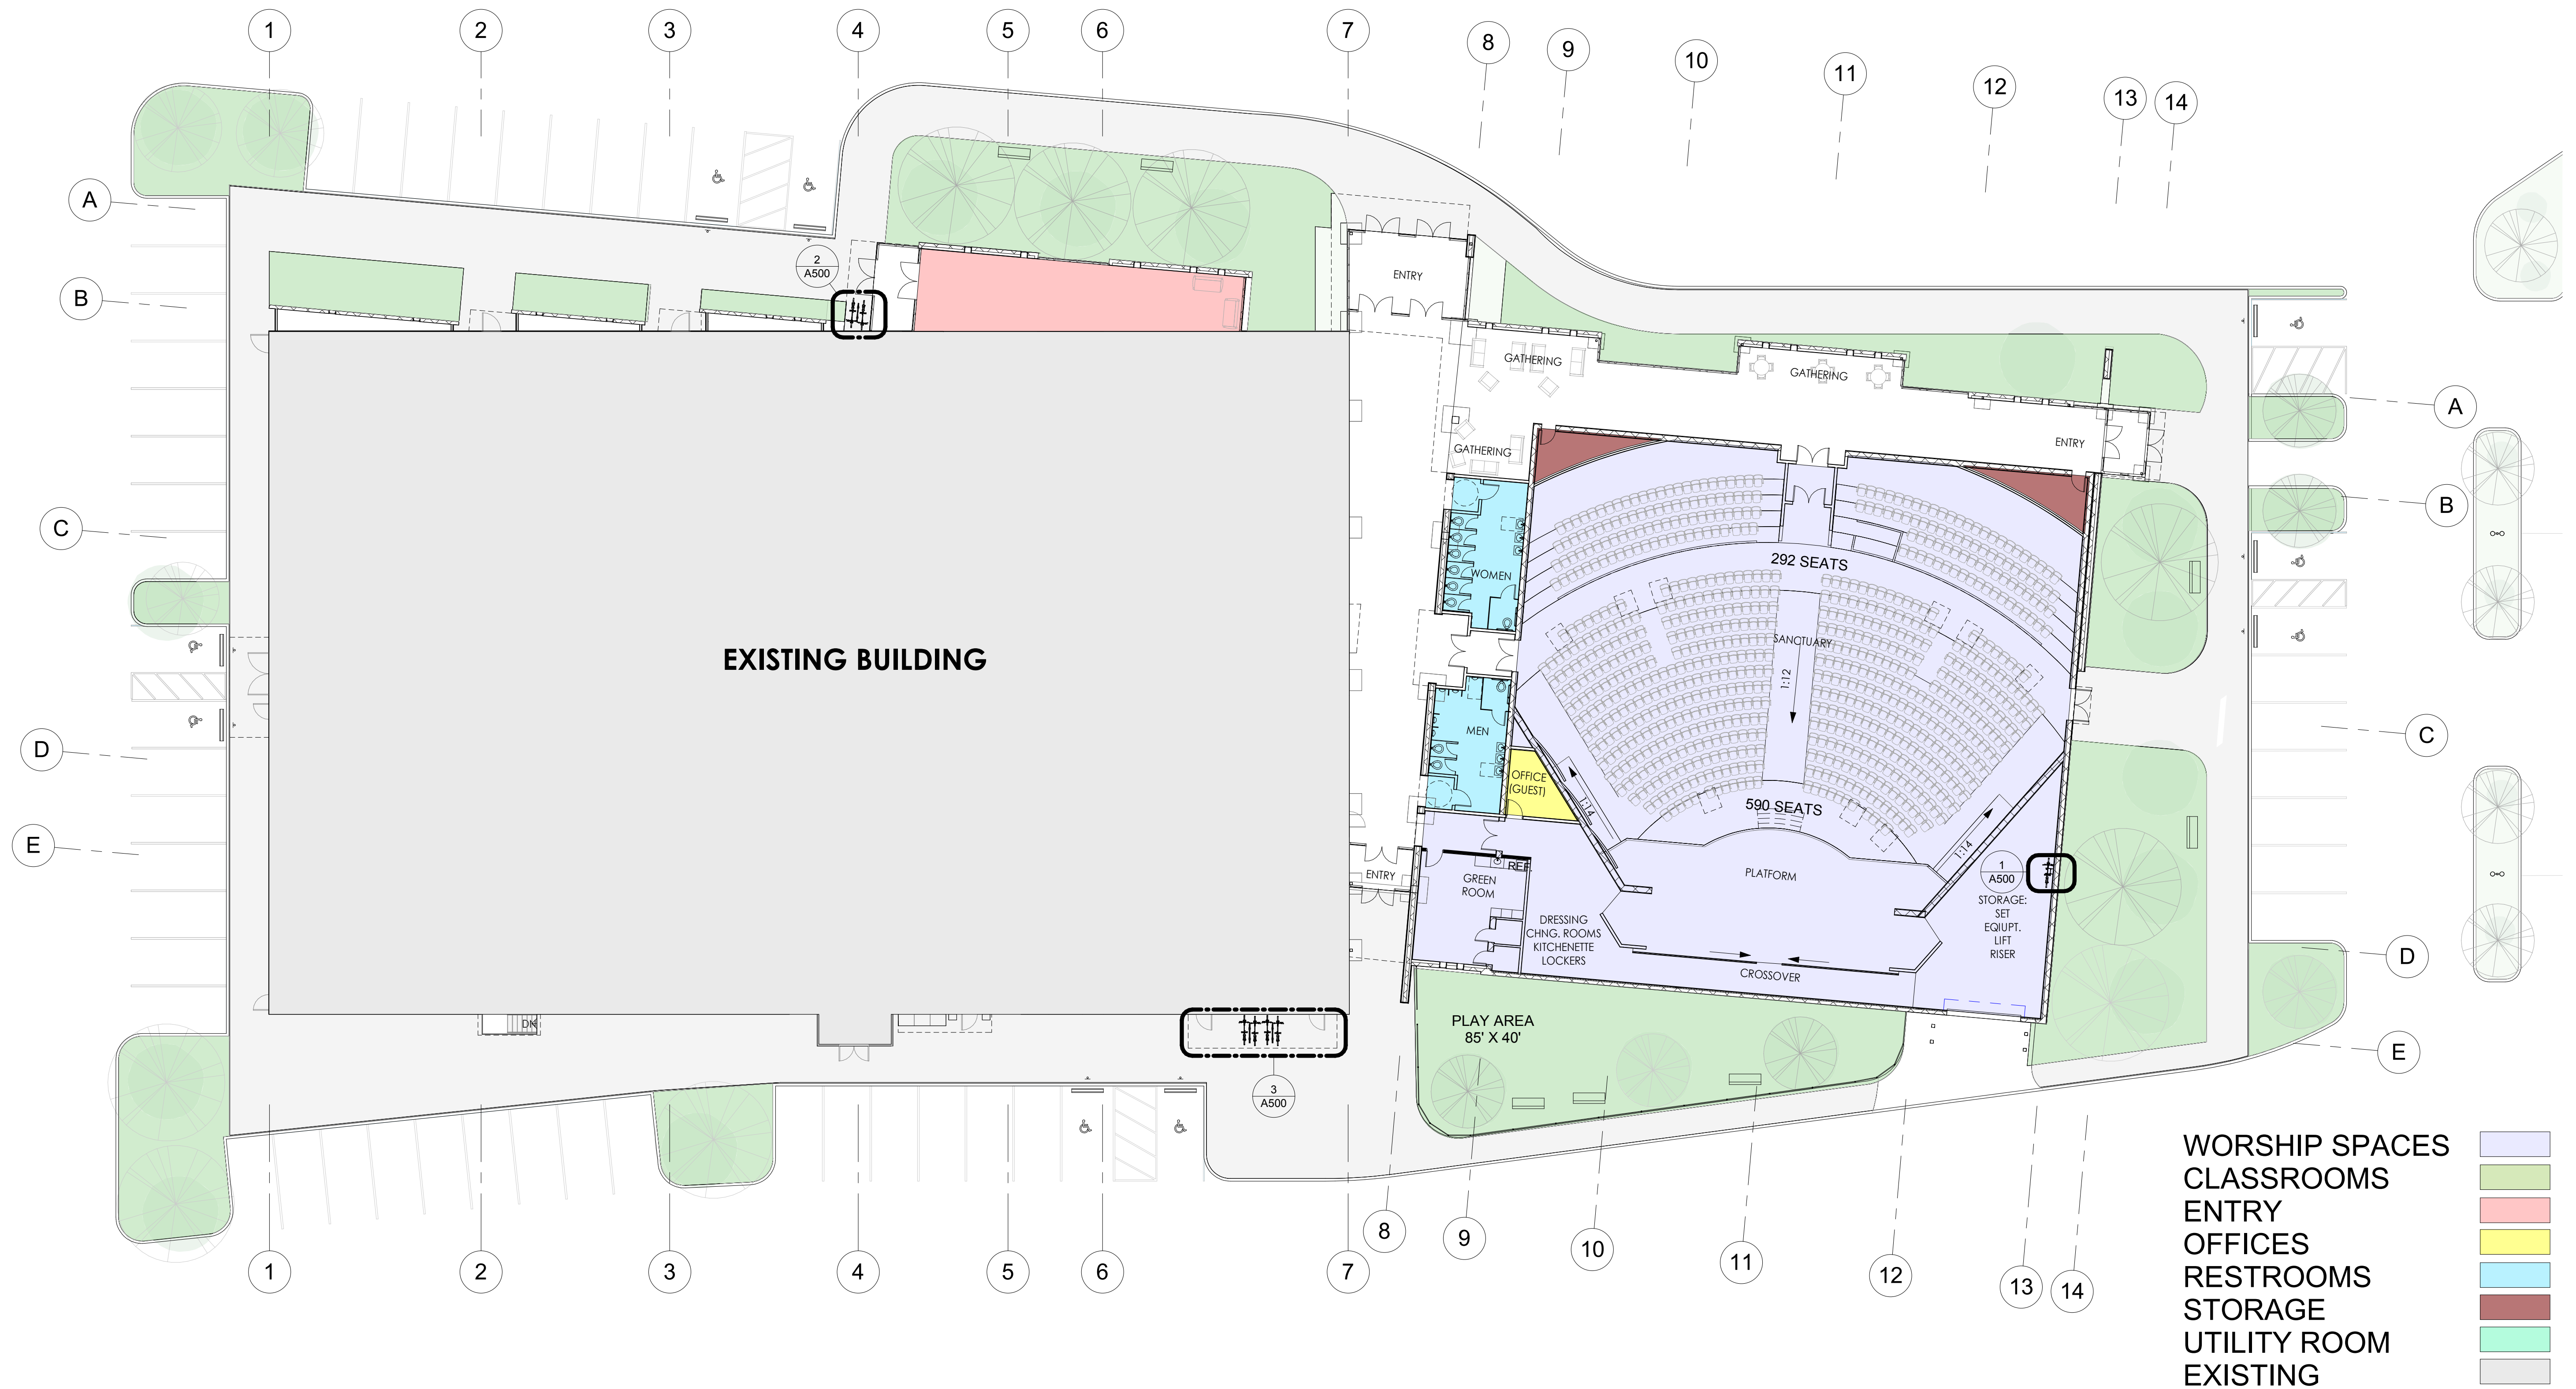 1 2 3 4 5 6 7 8 9 10 11 12 13 14
A
B
C
D
E
A
B
C
D
E
2
A500
ENTRY
GATHERING
GATHERING
GATHERING
ENTRY
WOMEN
292 SEATS
SANCTUARY
1:12
EXISTING BUILDING
MEN
OFFICE
(GUEST)
1:14
590 SEATS
1:14
PLATFORM
1
A500
REF.
ENTRY
GREEN
ROOM
DRESSING
CHNG. ROOMS
KITCHENETTE
LOCKERS
STORAGE:
SET
EQIUPT.
LIFT
RISER
CROSSOVER
DN
PLAY AREA
85' X 40'
3
A500
1 2 3 4 5 6 7 8 9 10 11 12 13 14
WORSHIP SPACES
CLASSROOMS
ENTRY
OFFICES
RESTROOMS
STORAGE
UTILITY ROOM
EXISTING